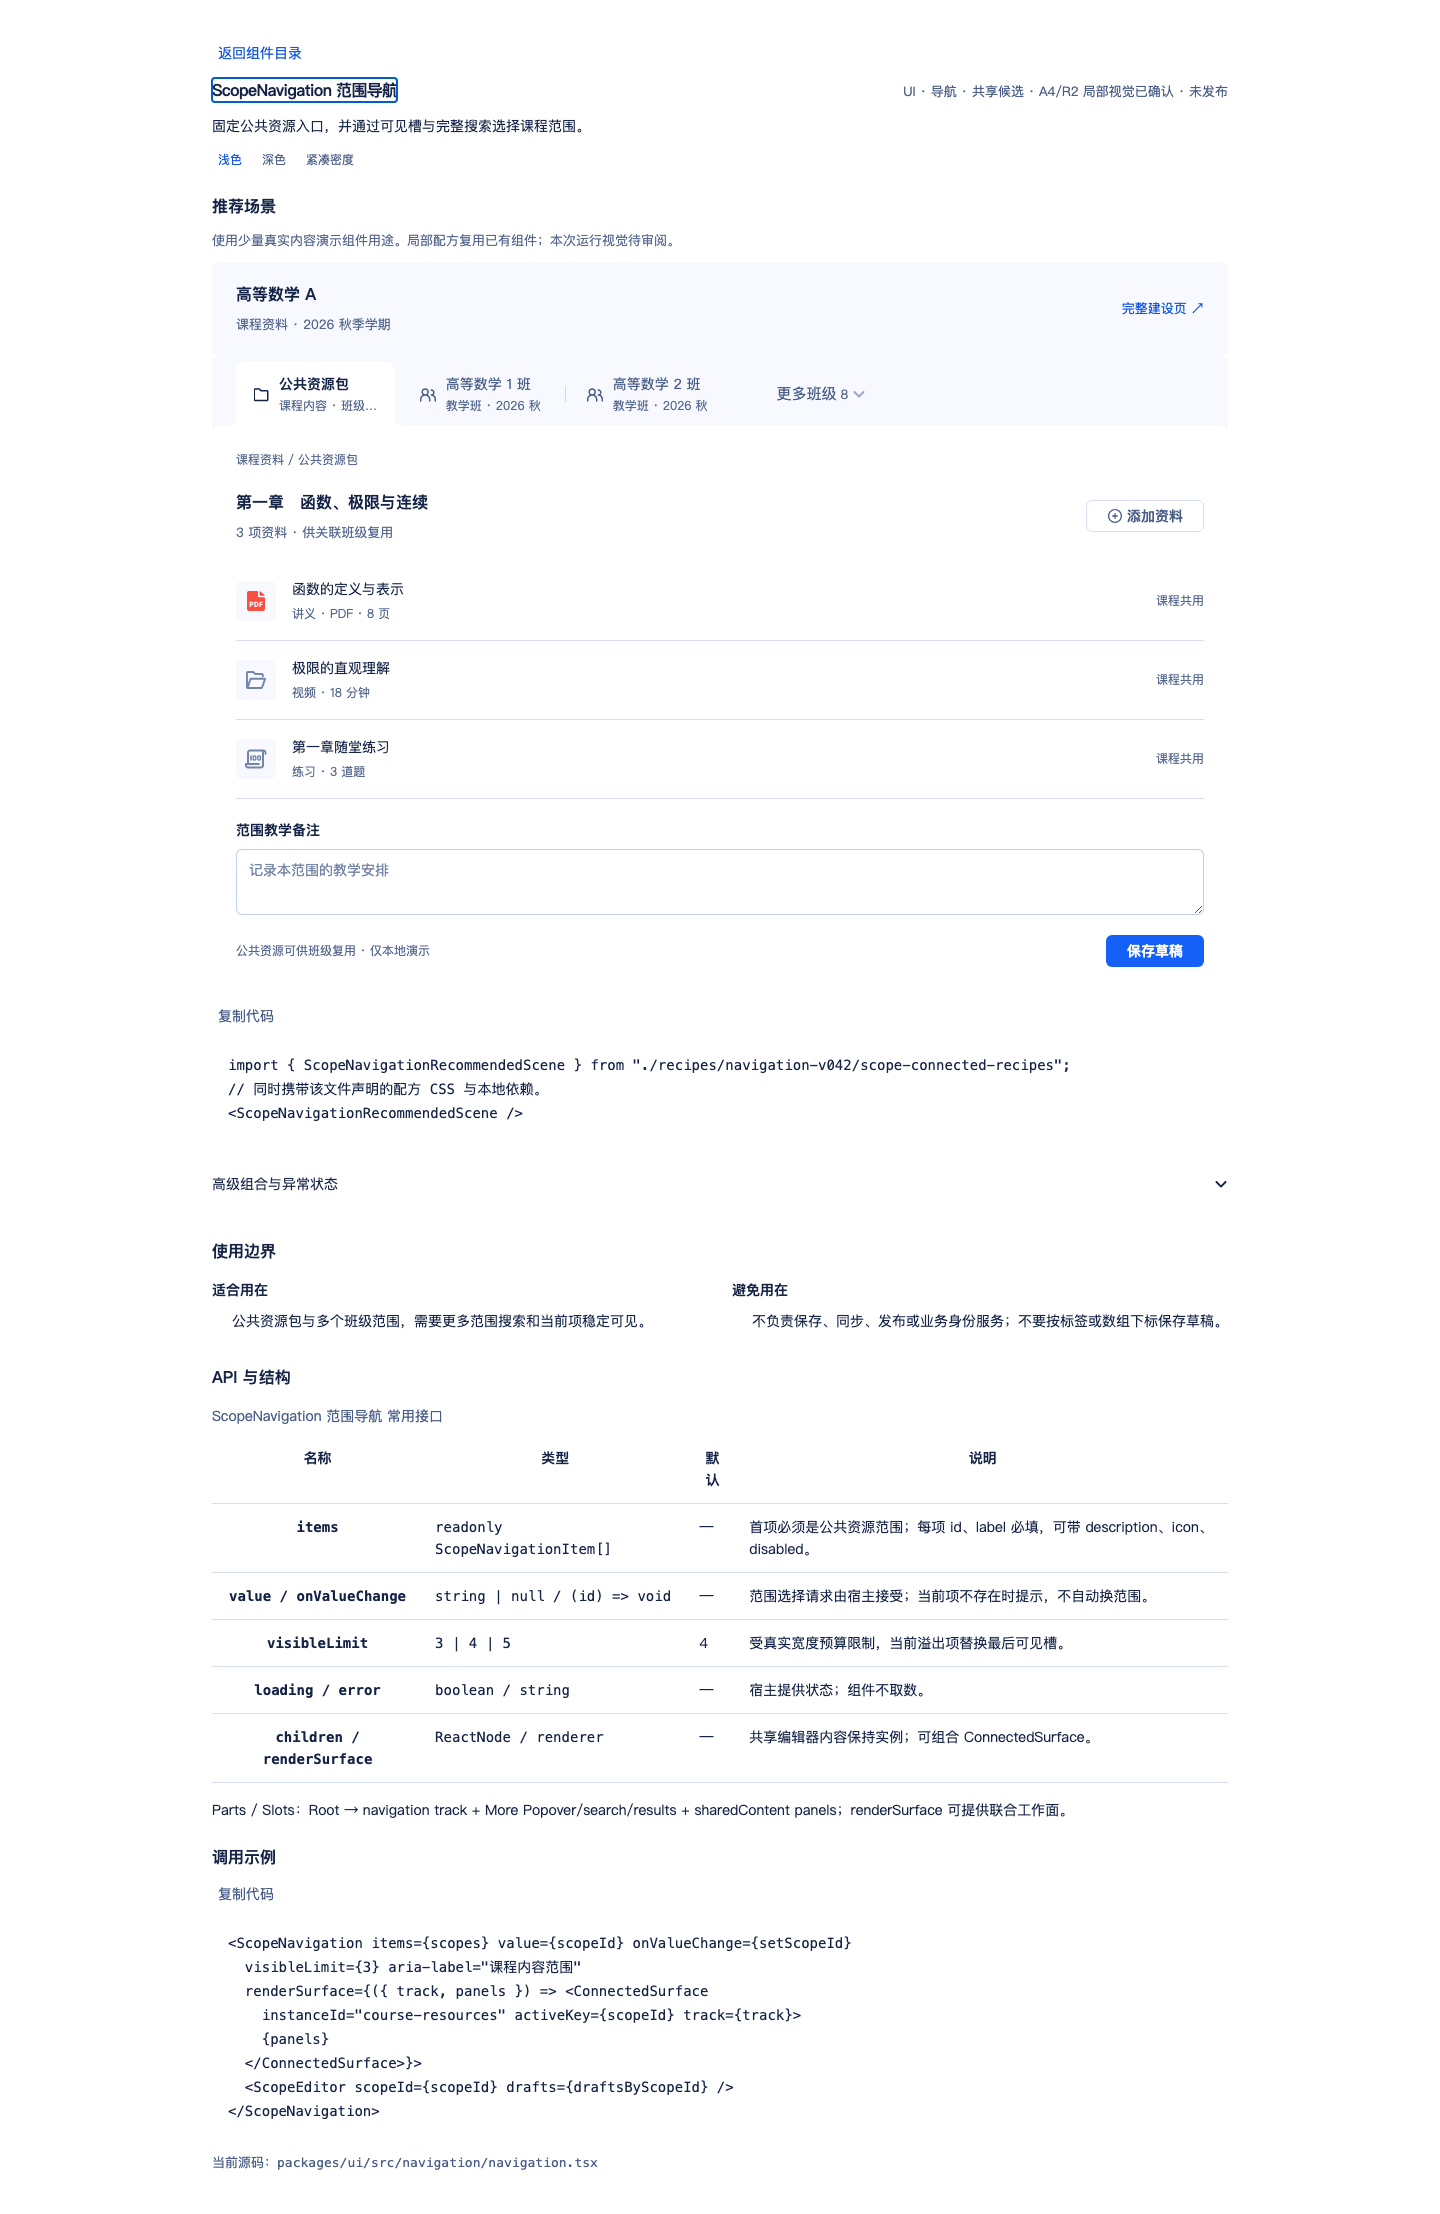 返回组件目录
ScopeNavigation 范围导航
UI · 导航 · 共享候选 · A4/R2 局部视觉已确认 · 未发布
固定公共资源入口，并通过可见槽与完整搜索选择课程范围。
浅色 深色 紧凑密度
推荐场景
使用少量真实内容演示组件用途。局部配方复用已有组件；本次运行视觉待审阅。
高等数学 A
课程资料 · 2026 秋季学期
完整建设页 ↗
公共资源包
课程内容 · 班级...
高等数学 1 班
教学班 · 2026 秋
高等数学 2 班
教学班 · 2026 秋
更多班级 8
课程资料 / 公共资源包
第一章　函数、极限与连续
3 项资料 · 供关联班级复用
添加资料
PDF
函数的定义与表示
讲义 · PDF · 8 页
课程共用
极限的直观理解
视频 · 18 分钟
课程共用
100
第一章随堂练习
练习 · 3 道题
课程共用
范围教学备注
记录本范围的教学安排
公共资源可供班级复用 · 仅本地演示
保存草稿
复制代码
import { ScopeNavigationRecommendedScene } from "./recipes/navigation-v042/scope-connected-recipes";
// 同时携带该文件声明的配方 CSS 与本地依赖。
<ScopeNavigationRecommendedScene />
高级组合与异常状态
使用边界
适合用在
公共资源包与多个班级范围，需要更多范围搜索和当前项稳定可见。
避免用在
不负责保存、同步、发布或业务身份服务；不要按标签或数组下标保存草稿。
API 与结构
ScopeNavigation 范围导航 常用接口
名称 类型 默认 说明
items readonly ScopeNavigationItem[] — 首项必须是公共资源范围；每项 id、label 必填，可带 description、icon、disabled。
value / onValueChange string | null / (id) => void — 范围选择请求由宿主接受；当前项不存在时提示，不自动换范围。
visibleLimit 3 | 4 | 5 4 受真实宽度预算限制，当前溢出项替换最后可见槽。
loading / error boolean / string — 宿主提供状态；组件不取数。
children / renderSurface ReactNode / renderer — 共享编辑器内容保持实例；可组合 ConnectedSurface。
Parts / Slots：Root → navigation track + More Popover/search/results + sharedContent panels；renderSurface 可提供联合工作面。
调用示例
复制代码
<ScopeNavigation items={scopes} value={scopeId} onValueChange={setScopeId}
  visibleLimit={3} aria-label="课程内容范围"
  renderSurface={({ track, panels }) => <ConnectedSurface
    instanceId="course-resources" activeKey={scopeId} track={track}>
    {panels}
  </ConnectedSurface>}>
  <ScopeEditor scopeId={scopeId} drafts={draftsByScopeId} />
</ScopeNavigation>
当前源码：packages/ui/src/navigation/navigation.tsx